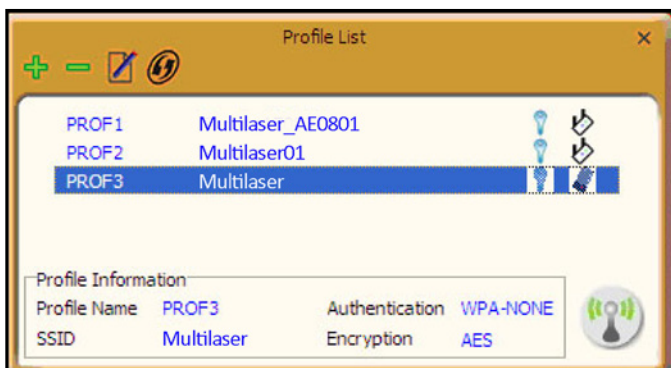 Profile List
PROF1 Multilaser_AE0801
PROF2 Multilaser01
PROF3 Multilaser
Profile Information
Profile Name PROF3 Authentication WPA-NONE
SSID Multilaser Encryption AES